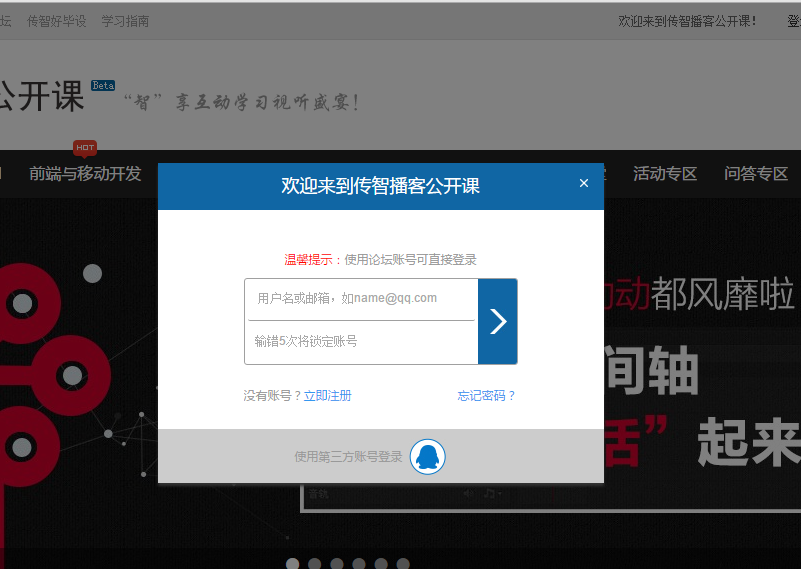 坛 传智好毕设 学习指南 欢迎来到传智播客公开课！ 登
公开课 Beta “智”享互动学习视听盛宴！
HOT
前端与移动开发 活动专区 问答专区
欢迎来到传智播客公开课 ×
温馨提示：使用论坛账号可直接登录
用户名或邮箱，如name@qq.com
输错5次将锁定账号
没有账号？立即注册 忘记密码？
使用第三方账号登录
动都风靡啦
间轴
活” 起来
音轨